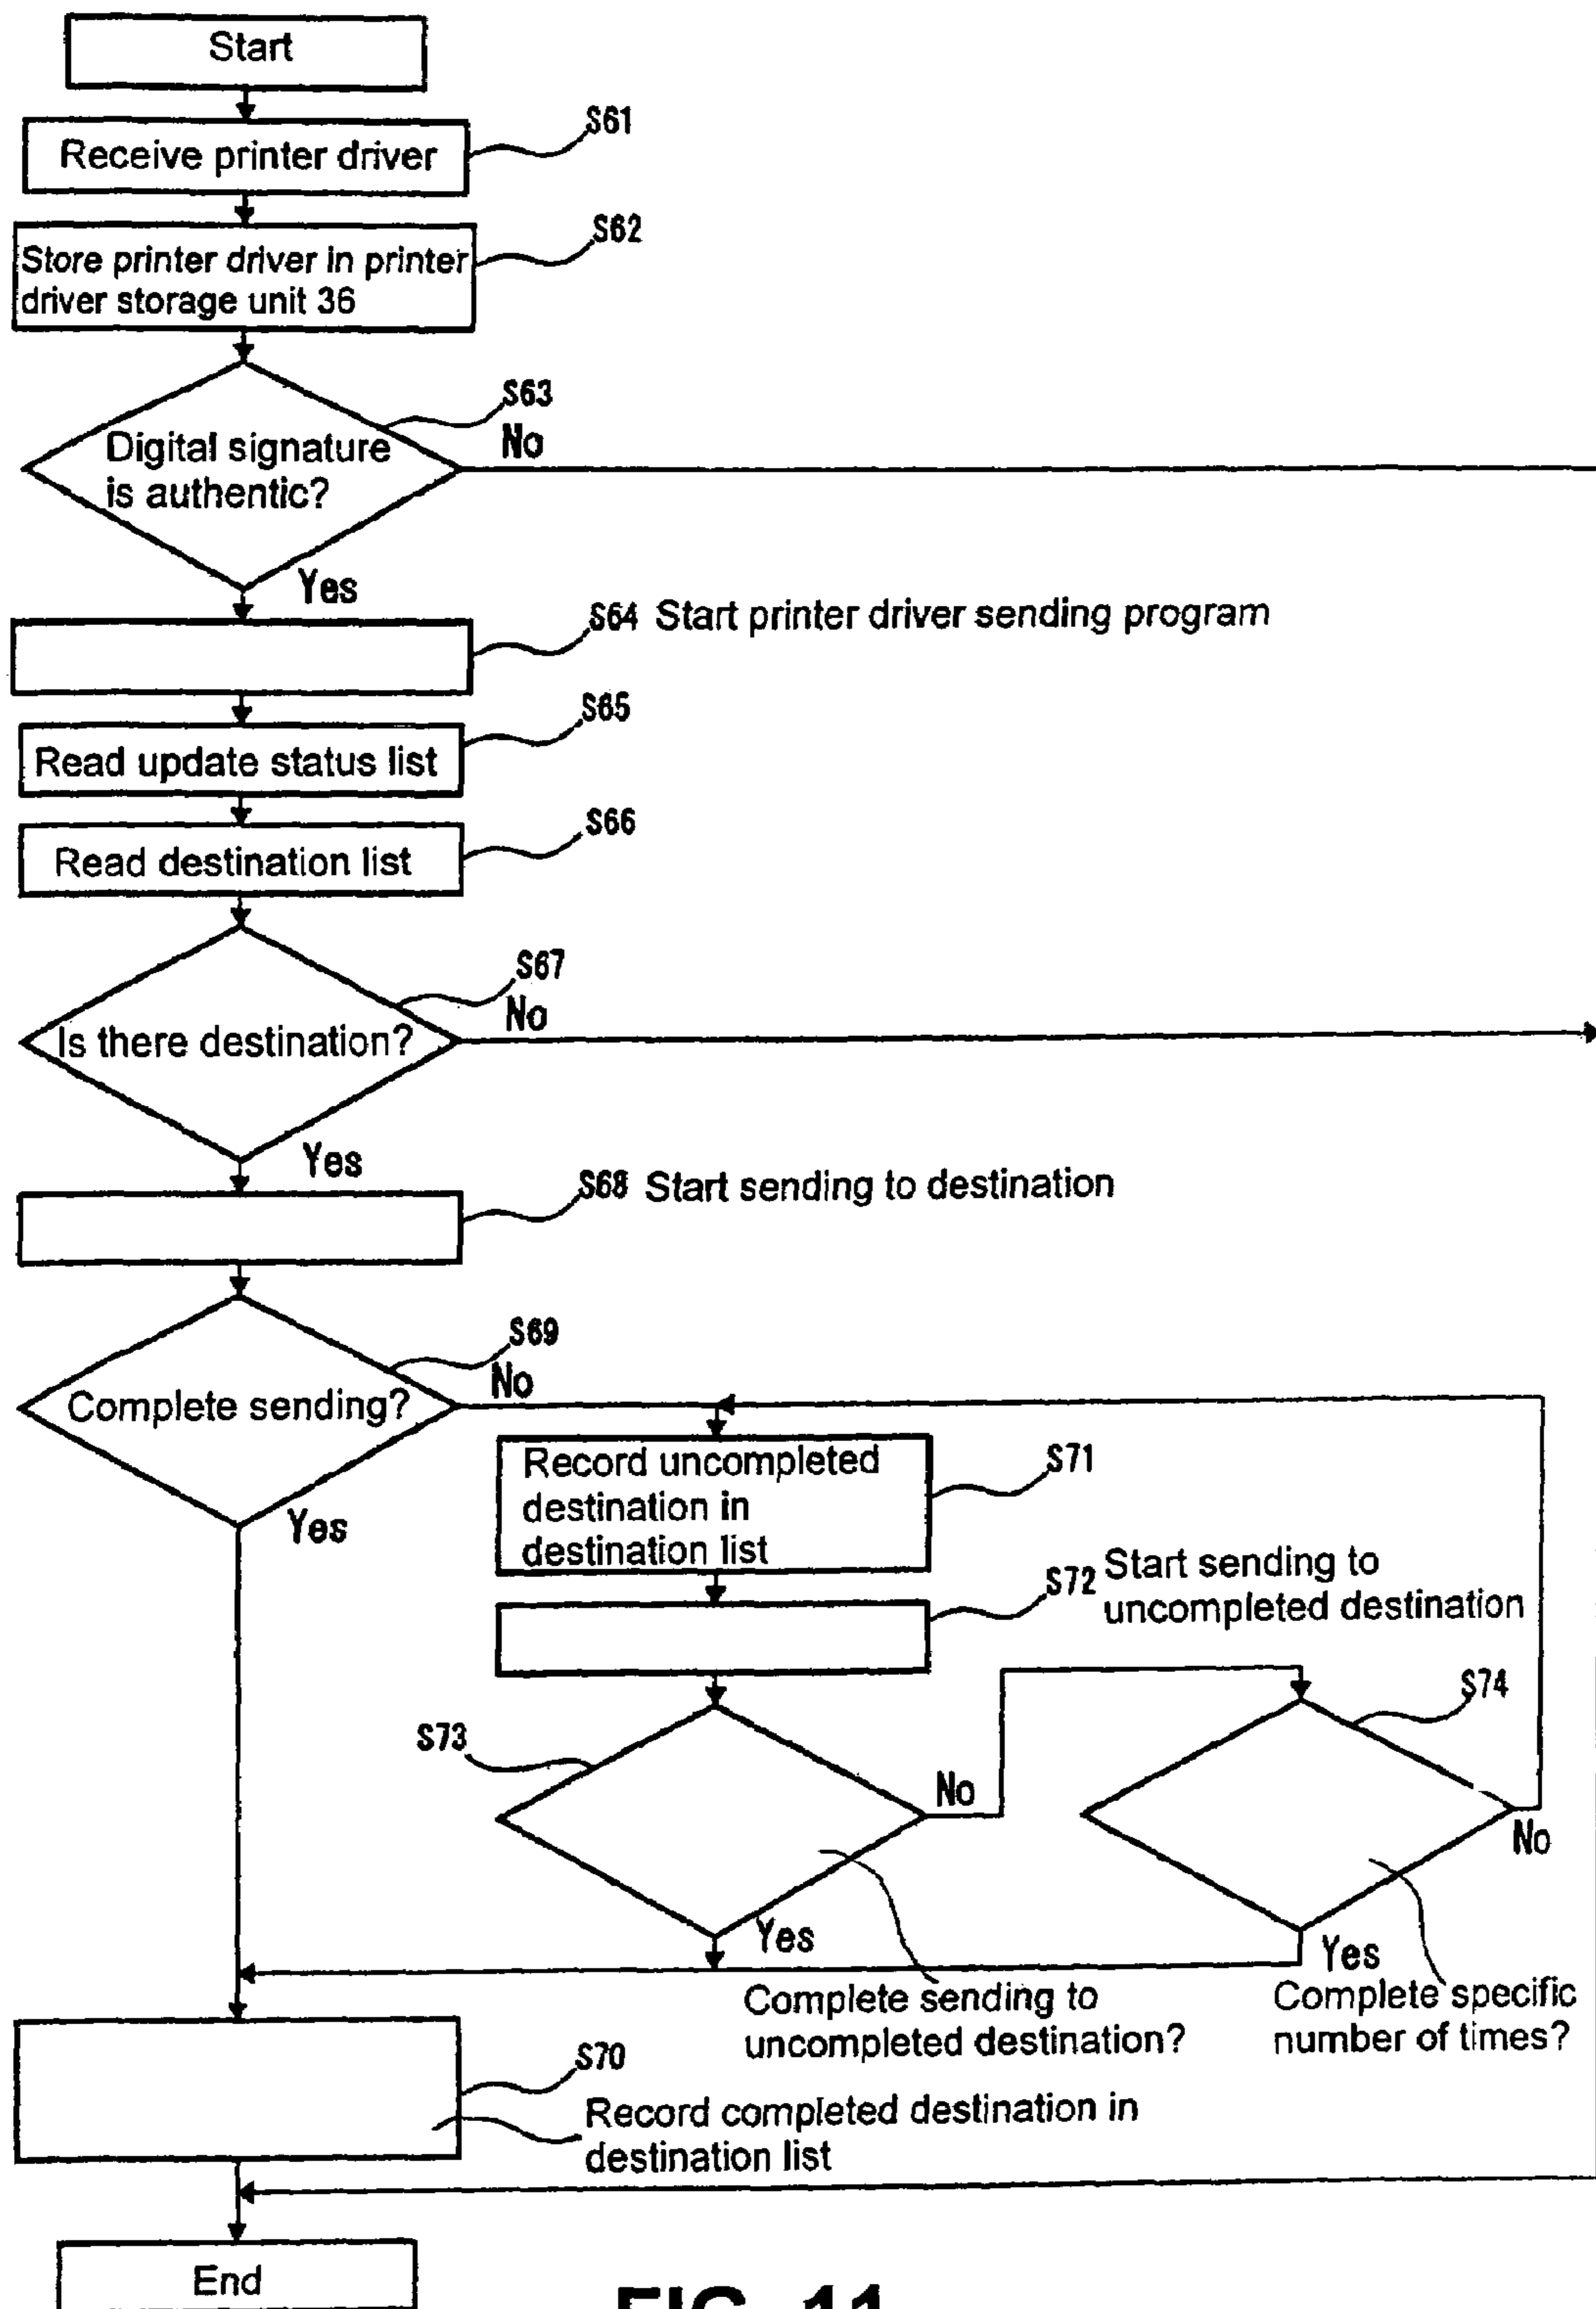 Start
S61
Receive printer driver
S62
Store printer driver in printer
driver storage unit 36
S63
No
Digital signature
is authentic?
Yes
S64 Start printer driver sending program
S65
Read update status list
S66
Read destination list
S67
No
Is there destination?
Yes
S68 Start sending to destination
S69
No
Complete sending?
Yes
Record uncompleted
destination in
destination list
S71
S72 Start sending to
uncompleted destination
S73
No
S74
No
Yes
Yes
Complete sending to
uncompleted destination?
Complete specific
number of times?
S70
Record completed destination in
destination list
End
FIG. 11